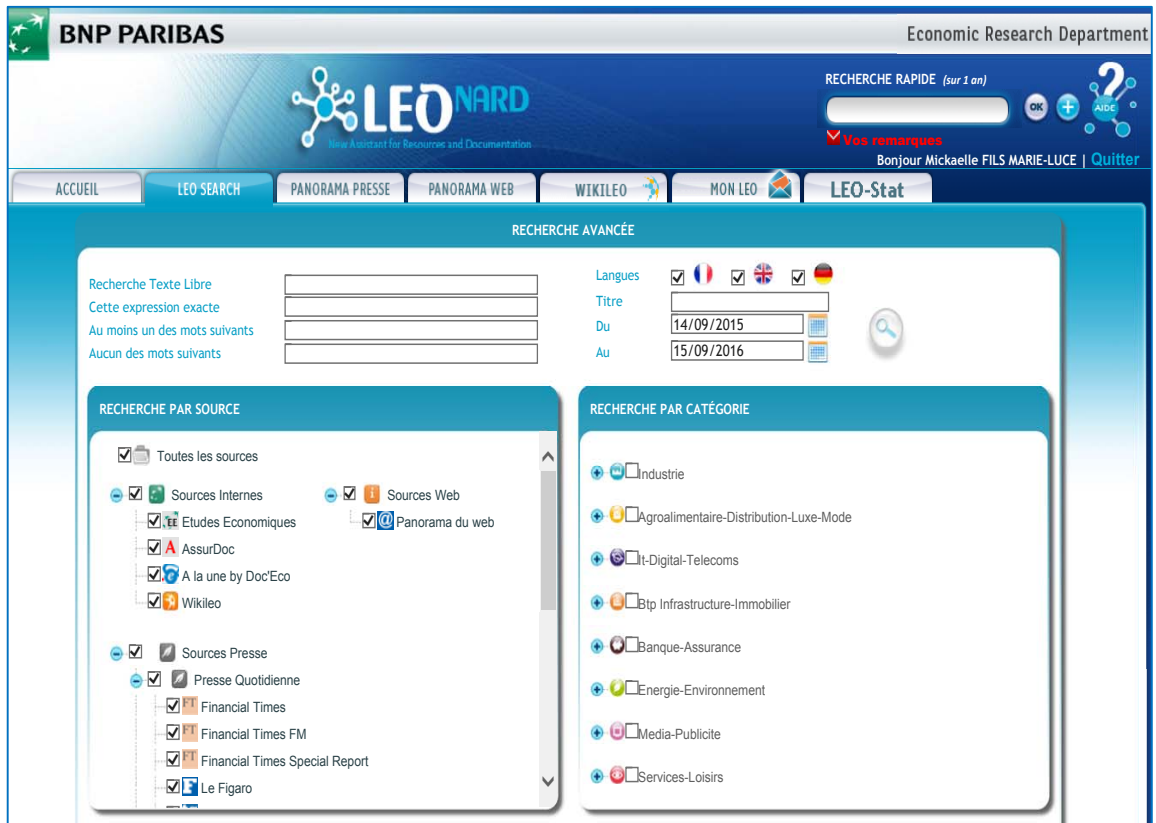 BNP PARIBAS
Economic Research Department
LEONARD
New Assistant for Resources and Documentation
RECHERCHE RAPIDE (sur 1 an)
OK
AIDE
Vos remarques
Bonjour Mickaelle FILS MARIE-LUCE | Quitter
ACCUEIL
LEO SEARCH
PANORAMA PRESSE
PANORAMA WEB
WIKILEO
MON LEO
LEO-Stat
RECHERCHE AVANCÉE
Recherche Texte Libre
Cette expression exacte
Au moins un des mots suivants
Aucun des mots suivants
Langues
Titre
Du 14/09/2015
Au 15/09/2016
RECHERCHE PAR SOURCE
Toutes les sources
Sources Internes
EE Etudes Economiques
A AssurDoc
A la une by Doc'Eco
Wikileo
Sources Web
@ Panorama du web
Sources Presse
Presse Quotidienne
FT Financial Times
FT Financial Times FM
FT Financial Times Special Report
Le Figaro
RECHERCHE PAR CATÉGORIE
Industrie
Agroalimentaire-Distribution-Luxe-Mode
It-Digital-Telecoms
Btp Infrastructure-Immobilier
Banque-Assurance
Energie-Environnement
Media-Publicite
Services-Loisirs